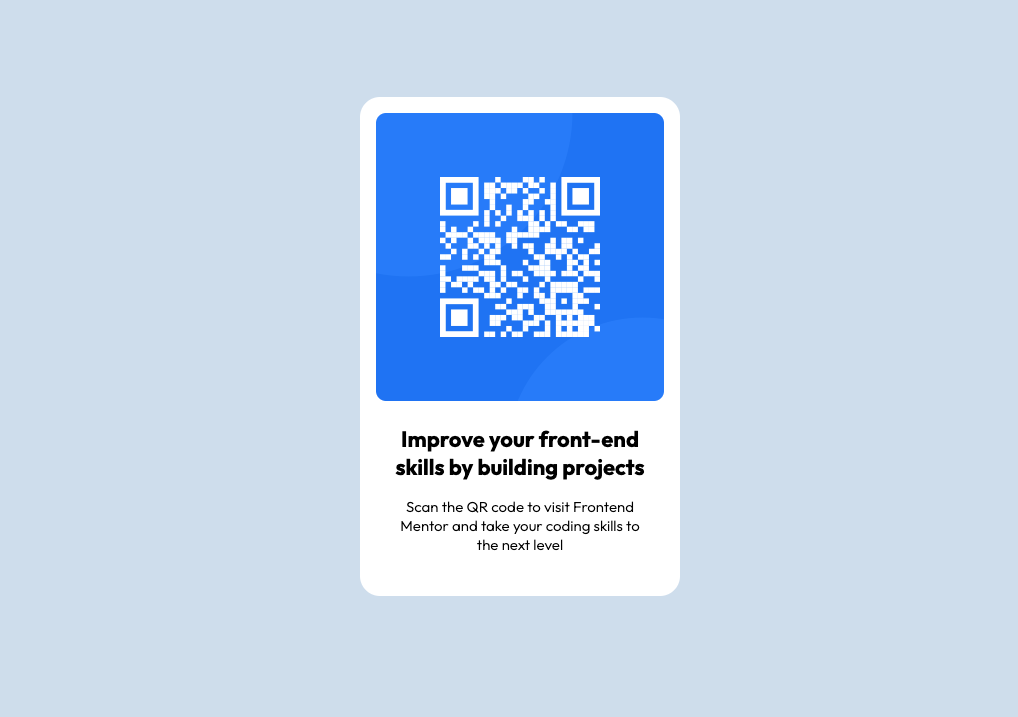 Improve your front-end
skills by building projects
Scan the QR code to visit Frontend
Mentor and take your coding skills to
the next level